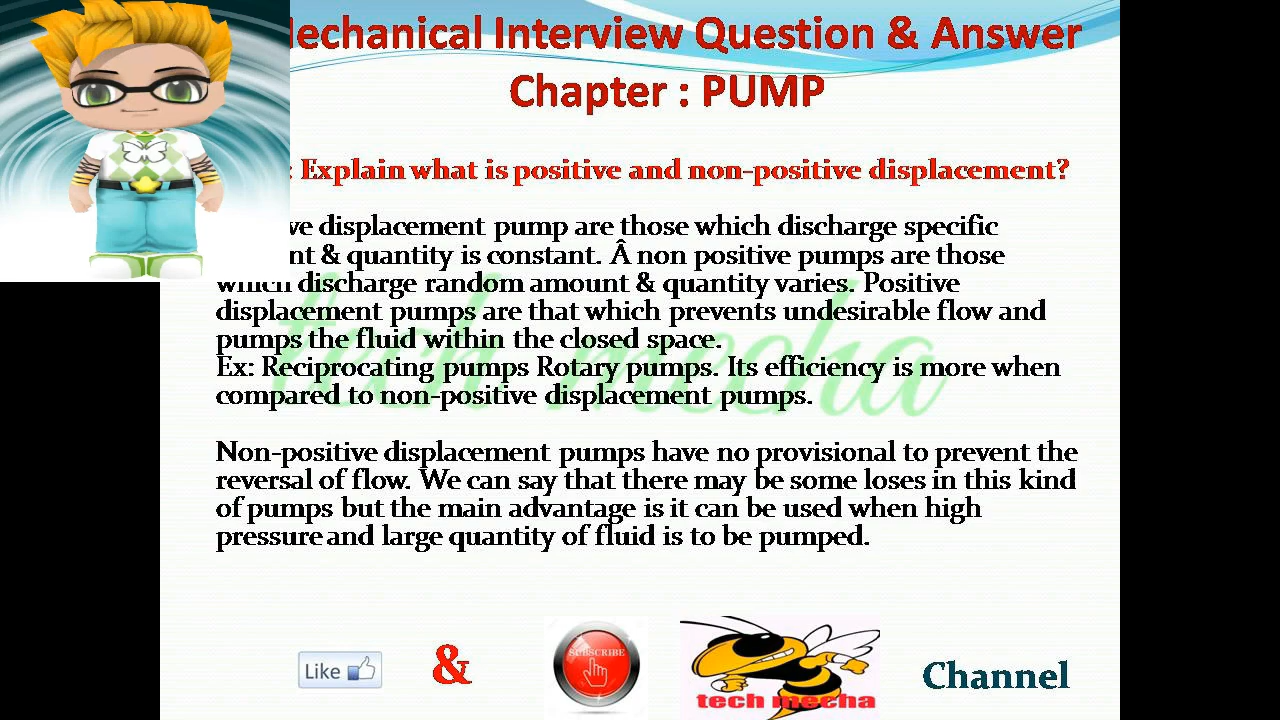 Mechanical Interview Question & Answer
Chapter : PUMP
: Explain what is positive and non-positive displacement?
displacement pump are those which discharge specific
& quantity is constant. Â non positive pumps are those
which discharge random amount & quantity varies. Positive
displacement pumps are that which prevents undesirable flow and
pumps the fluid within the closed space.
Ex: Reciprocating pumps Rotary pumps. Its efficiency is more when
compared to non-positive displacement pumps.
Non-positive displacement pumps have no provisional to prevent the
reversal of flow. We can say that there may be some loses in this kind
of pumps but the main advantage is it can be used when high
pressure and large quantity of fluid is to be pumped.
tech mecha
Like & SUBSCRIBE tech mecha Channel